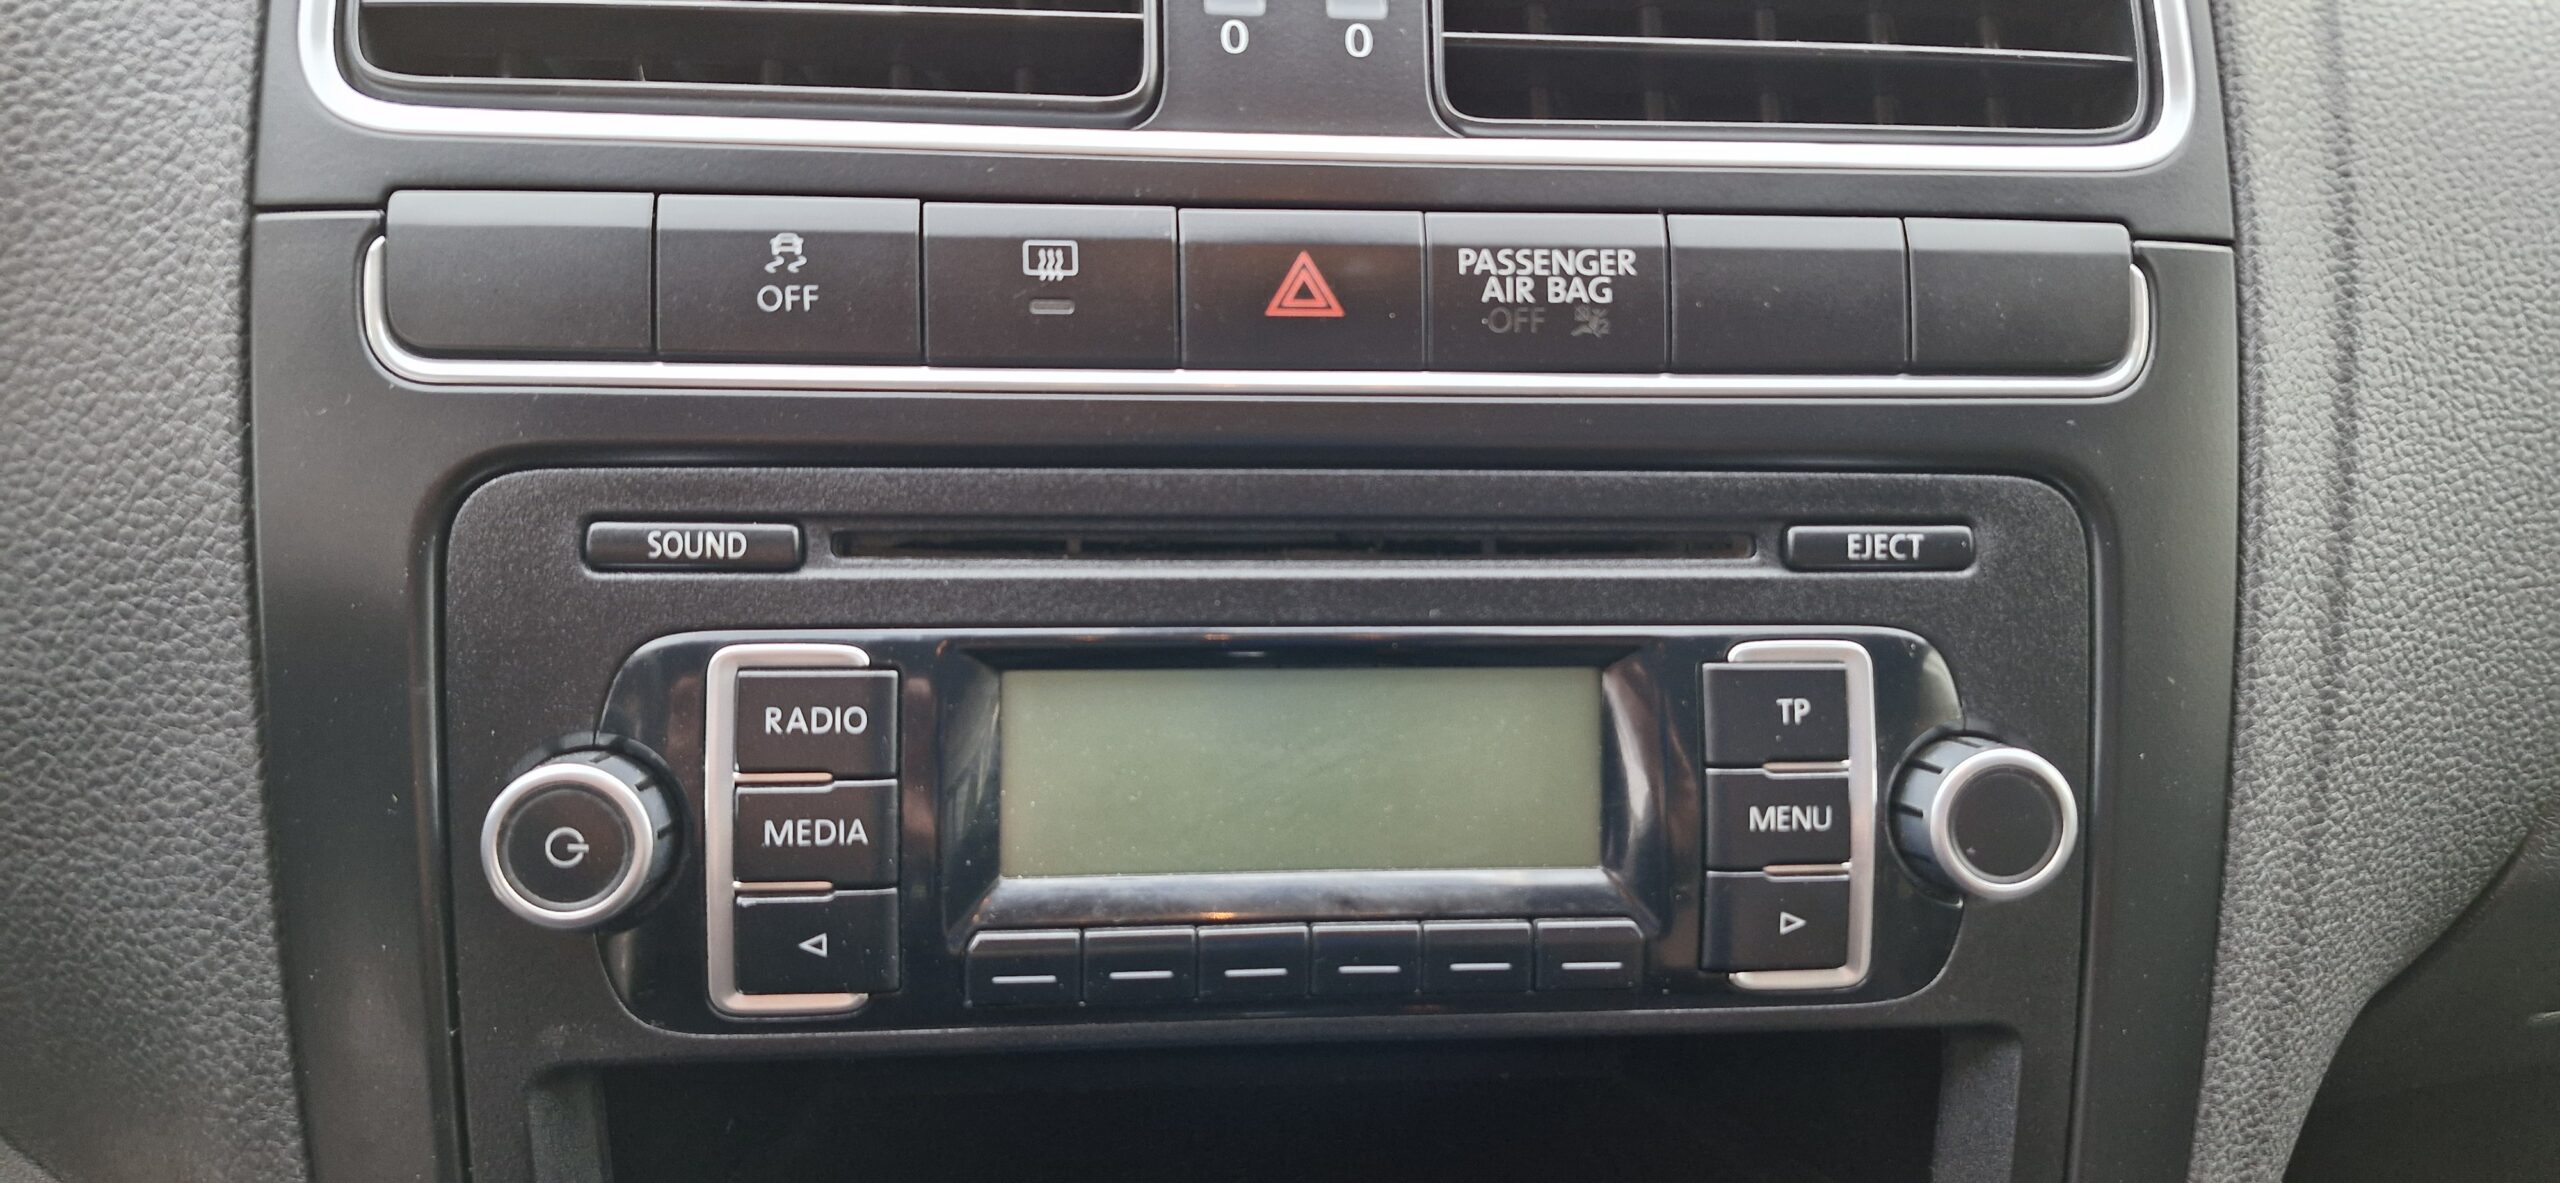 0 0
OFF
PASSENGER
AIR BAG
OFF
SOUND
EJECT
RADIO
TP
MEDIA
MENU